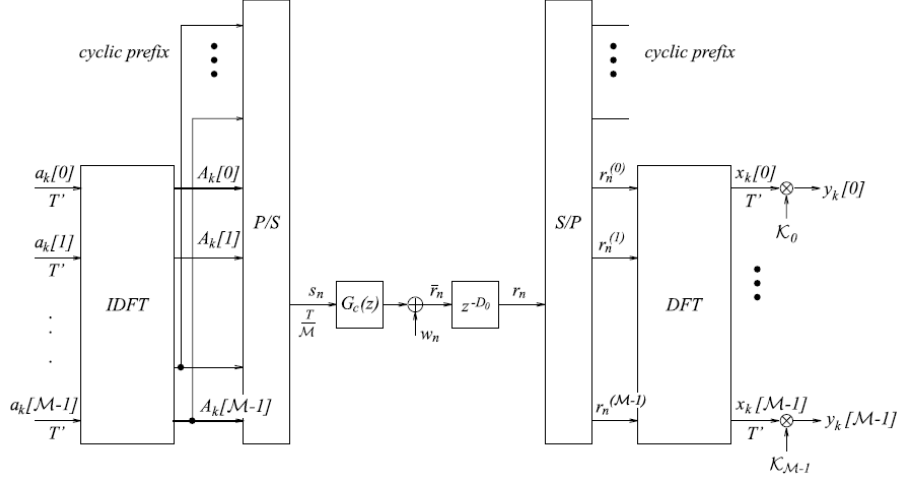 cyclic prefix
cyclic prefix
a_k[0]
A_k[0]
r_n^(0)
x_k[0]
T'
T'
y_k[0]
K_0
P/S
S/P
a_k[1]
A_k[1]
r_n^(1)
T'
IDFT
s_n
T/M
G_c(z)
r̄_n
w_n
z^-D_0
r_n
DFT
a_k[M-1]
A_k[M-1]
r_n^(M-1)
x_k[M-1]
T'
T'
y_k[M-1]
K_M-1